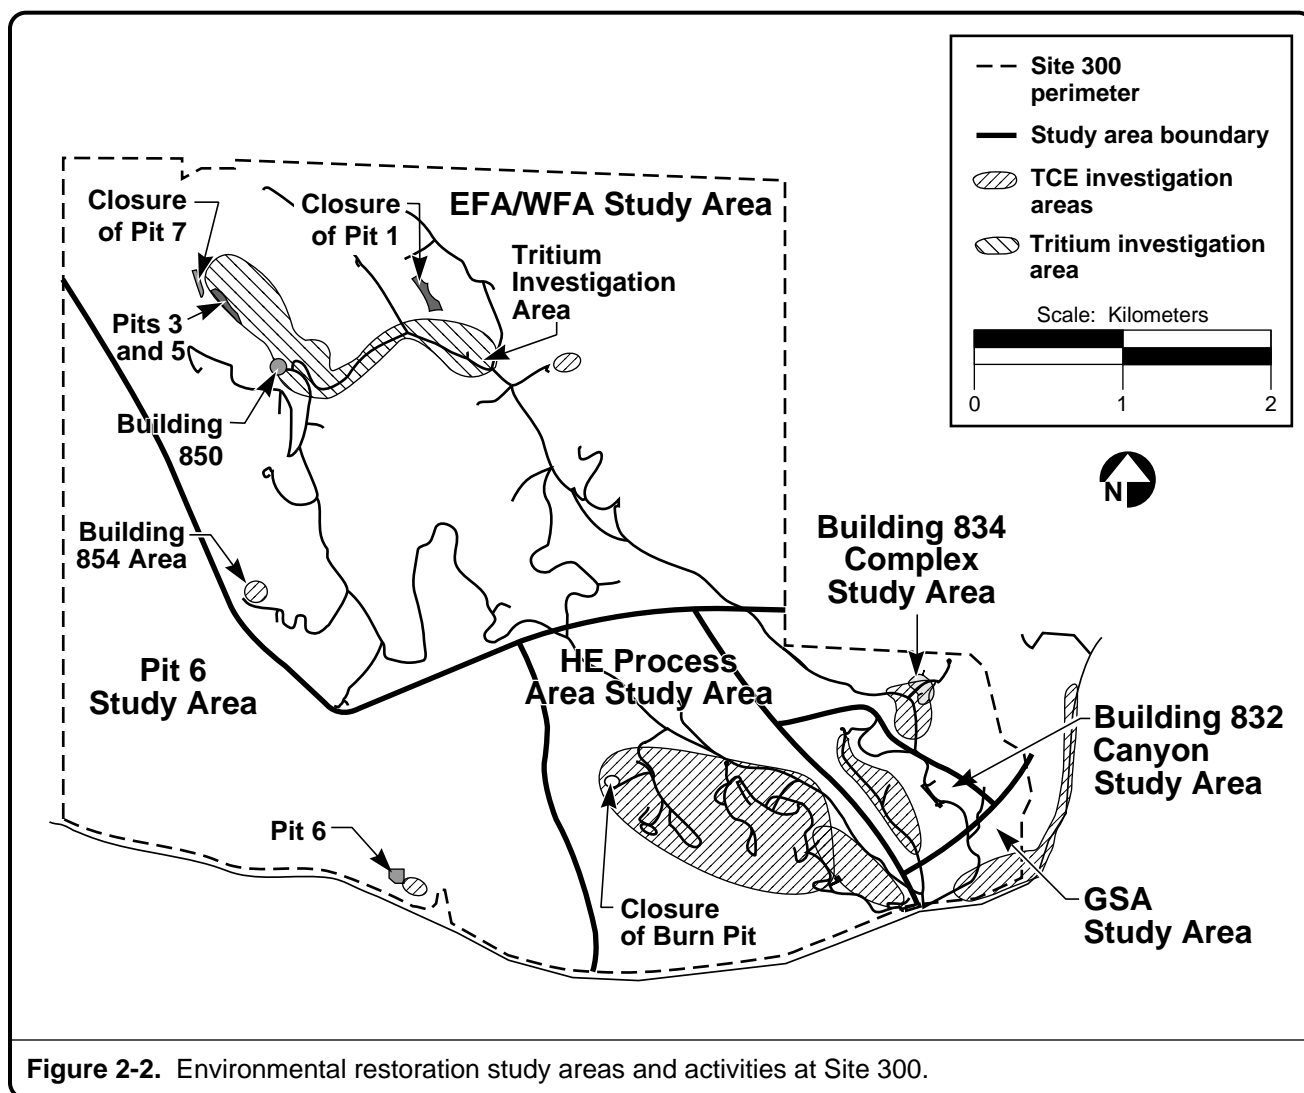 Site 300
perimeter
Study area boundary
TCE investigation
areas
Tritium investigation
area
Scale: Kilometers
0
1
2
N
EFA/WFA Study Area
Closure
of Pit 7
Closure
of Pit 1
Tritium
Investigation
Area
Pits 3
and 5
Building
850
Building
854 Area
Pit 6
Study Area
HE Process
Area Study Area
Building 834
Complex
Study Area
Building 832
Canyon
Study Area
Pit 6
Closure
of Burn Pit
GSA
Study Area
Figure 2-2. Environmental restoration study areas and activities at Site 300.